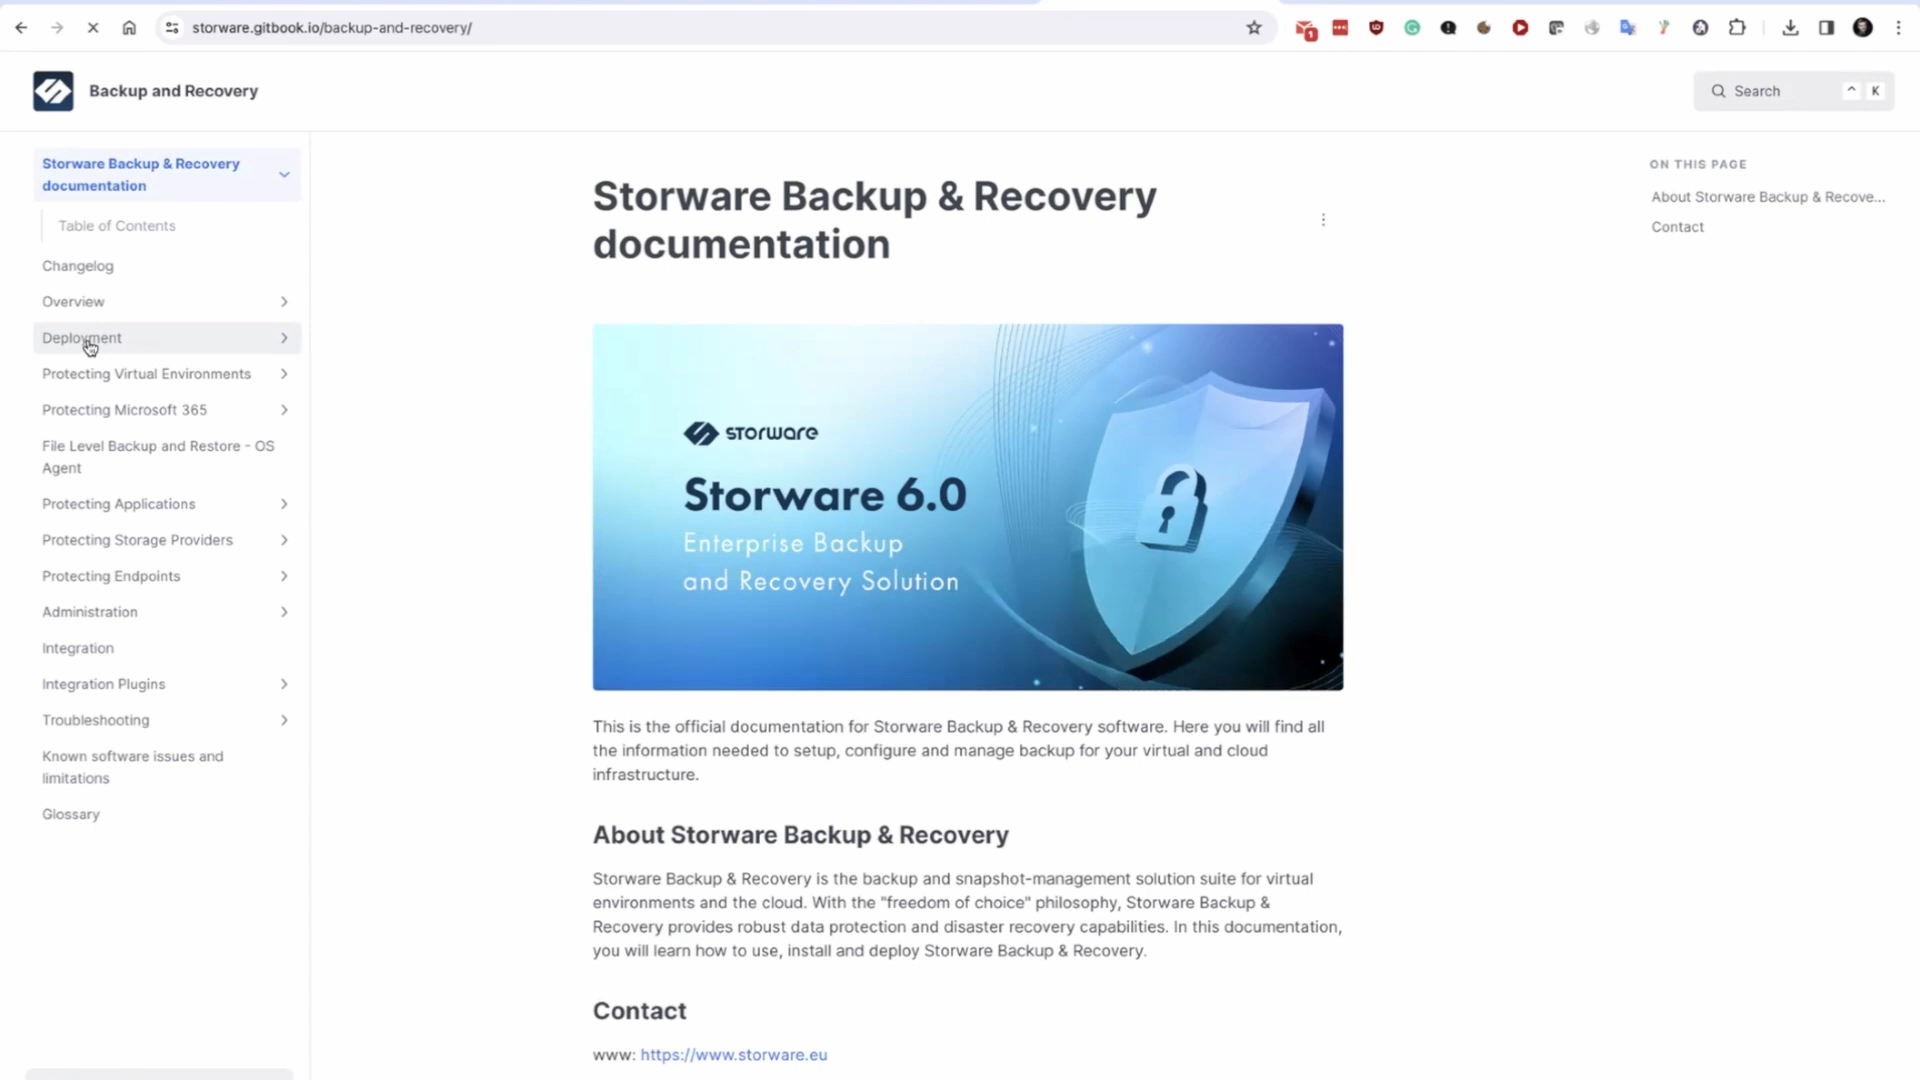 storware.gitbook.io/backup-and-recovery/
1
Backup and Recovery
Search
^ K
Storware Backup & Recovery
documentation
Table of Contents
Changelog
Overview
Deployment
Protecting Virtual Environments
Protecting Microsoft 365
File Level Backup and Restore - OS
Agent
Protecting Applications
Protecting Storage Providers
Protecting Endpoints
Administration
Integration
Integration Plugins
Troubleshooting
Known software issues and
limitations
Glossary
Storware Backup & Recovery
documentation
STORWARE
Storware 6.0
Enterprise Backup
and Recovery Solution
This is the official documentation for Storware Backup & Recovery software. Here you will find all
the information needed to setup, configure and manage backup for your virtual and cloud
infrastructure.
About Storware Backup & Recovery
Storware Backup & Recovery is the backup and snapshot-management solution suite for virtual
environments and the cloud. With the "freedom of choice" philosophy, Storware Backup &
Recovery provides robust data protection and disaster recovery capabilities. In this documentation,
you will learn how to use, install and deploy Storware Backup & Recovery.
Contact
www: https://www.storware.eu
ON THIS PAGE
About Storware Backup & Recove...
Contact